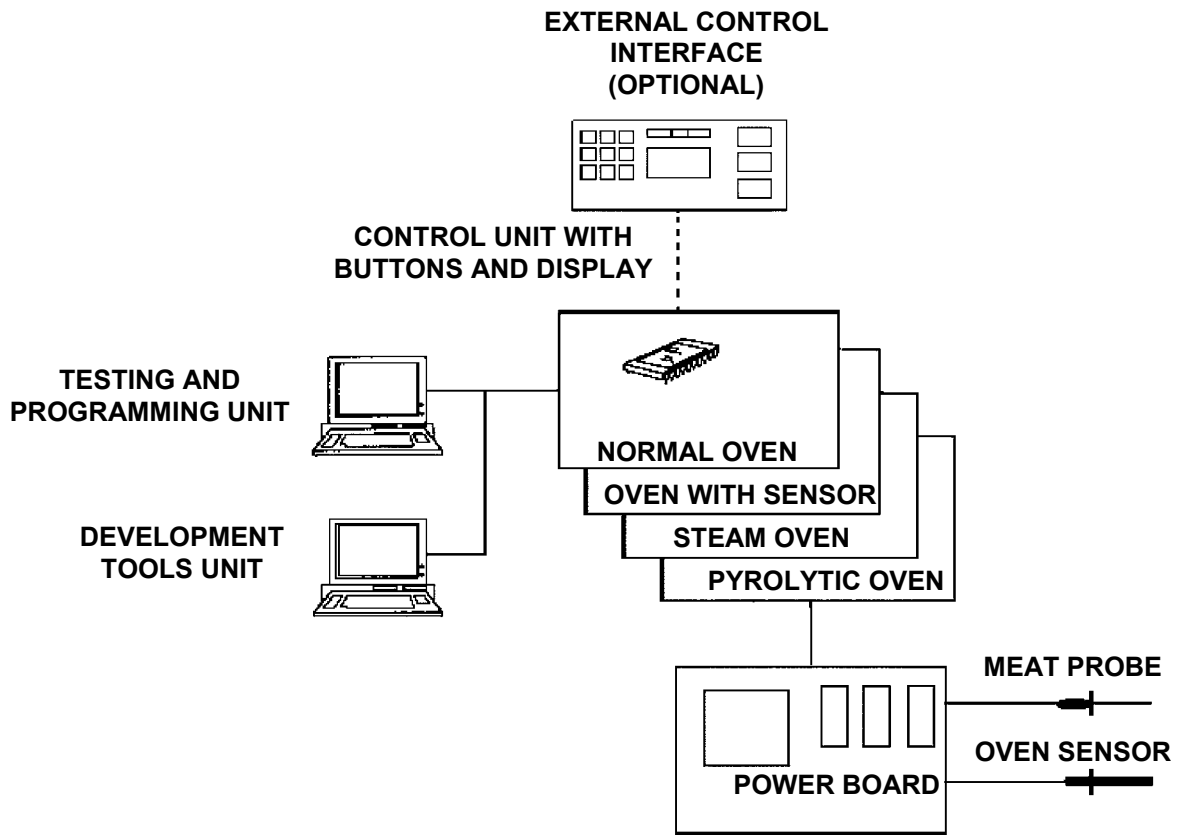 EXTERNAL CONTROL
INTERFACE
(OPTIONAL)
CONTROL UNIT WITH
BUTTONS AND DISPLAY
TESTING AND
PROGRAMMING UNIT
NORMAL OVEN
OVEN WITH SENSOR
DEVELOPMENT
TOOLS UNIT
STEAM OVEN
PYROLYTIC OVEN
MEAT PROBE
OVEN SENSOR
POWER BOARD